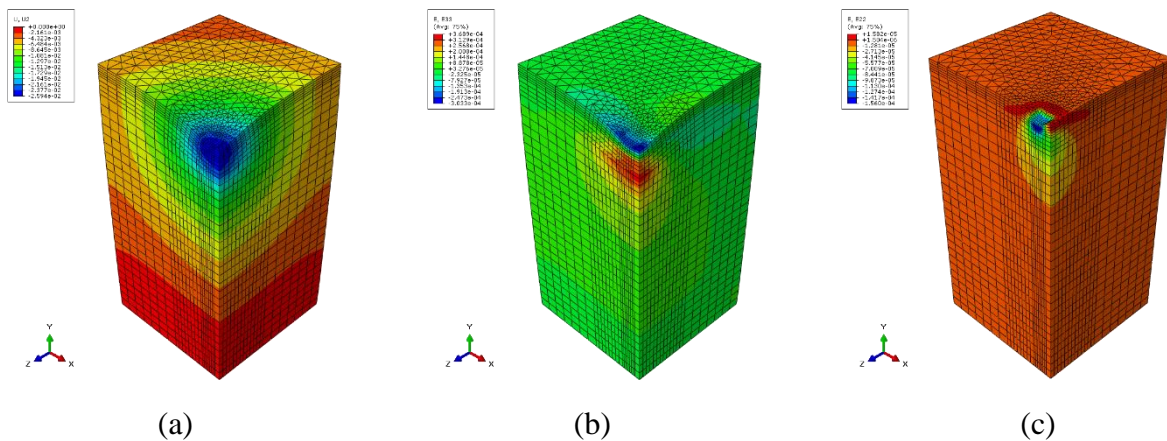 U, U2
+0.000e+00
-2.161e-03
-4.323e-03
-6.484e-03
-8.645e-03
-1.081e-02
-1.297e-02
-1.513e-02
-1.729e-02
-1.945e-02
-2.161e-02
-2.377e-02
-2.594e-02
Y
Z
X
(a)
(Avg: 75%)
+3.689e-04
+3.129e-04
+2.568e-04
+2.008e-04
+1.448e-04
+8.878e-05
+3.276e-05
-2.325e-05
-7.927e-05
-1.353e-04
-1.913e-04
-2.473e-04
-3.033e-04
Y
Z
X
(b)
E, E22
(Avg: 75%)
+1.582e-05
+1.504e-06
-1.281e-05
-2.713e-05
-4.145e-05
-5.577e-05
-7.009e-05
-8.441e-05
-9.873e-05
-1.130e-04
-1.274e-04
-1.417e-04
-1.560e-04
Y
Z
X
(c)